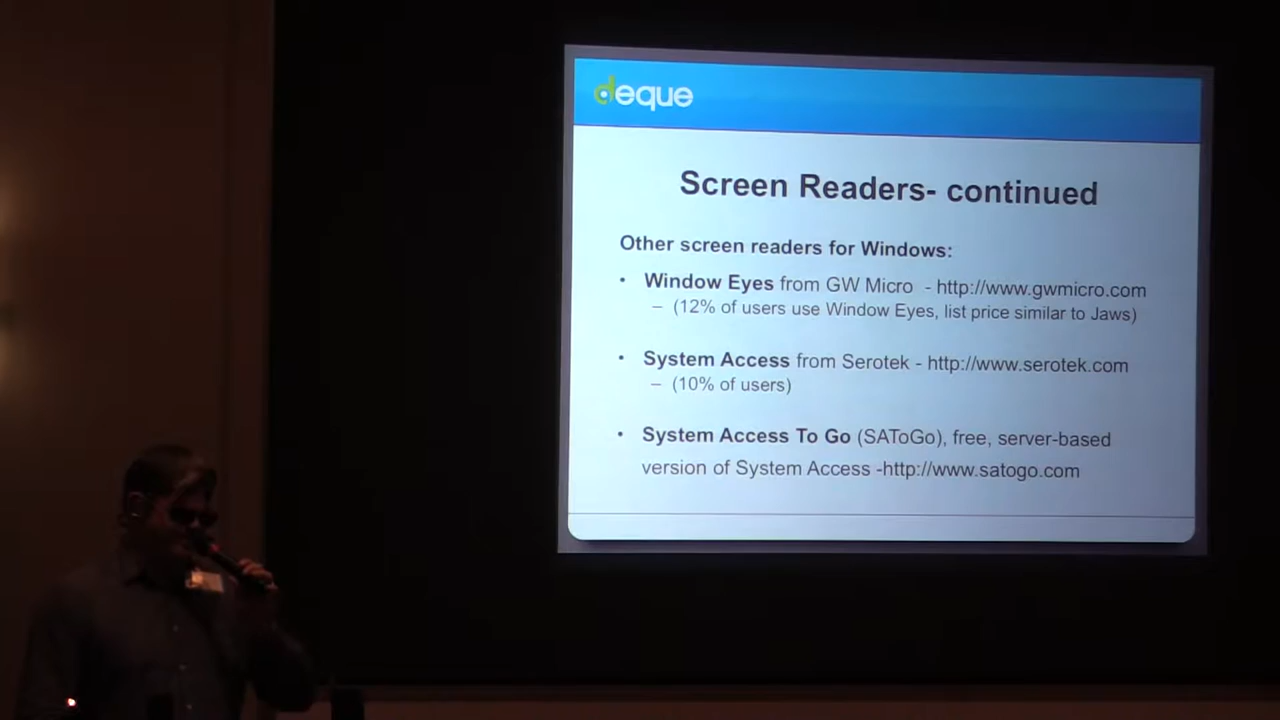 deque
Screen Readers- continued
Other screen readers for Windows:
• Window Eyes from GW Micro - http://www.gwmicro.com
– (12% of users use Window Eyes, list price similar to Jaws)
• System Access from Serotek - http://www.serotek.com
– (10% of users)
• System Access To Go (SAToGo), free, server-based
version of System Access -http://www.satogo.com